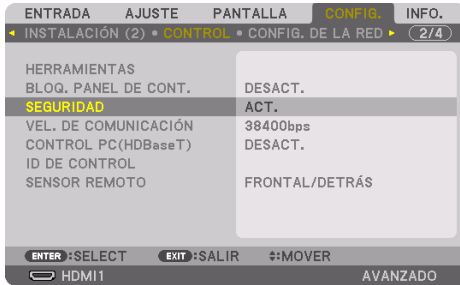 ENTRADA AJUSTE PANTALLA CONFIG. INFO.
INSTALACIÓN (2) • CONTROL • CONFIG. DE LA RED 2/4
HERRAMIENTAS
BLOQ. PANEL DE CONT. DESACT.
SEGURIDAD ACT.
VEL. DE COMUNICACIÓN 38400bps
CONTROL PC(HDBaseT) DESACT.
ID DE CONTROL
SENSOR REMOTO FRONTAL/DETRÁS
ENTER :SELECT EXIT :SALIR :MOVER
HDMI1 AVANZADO